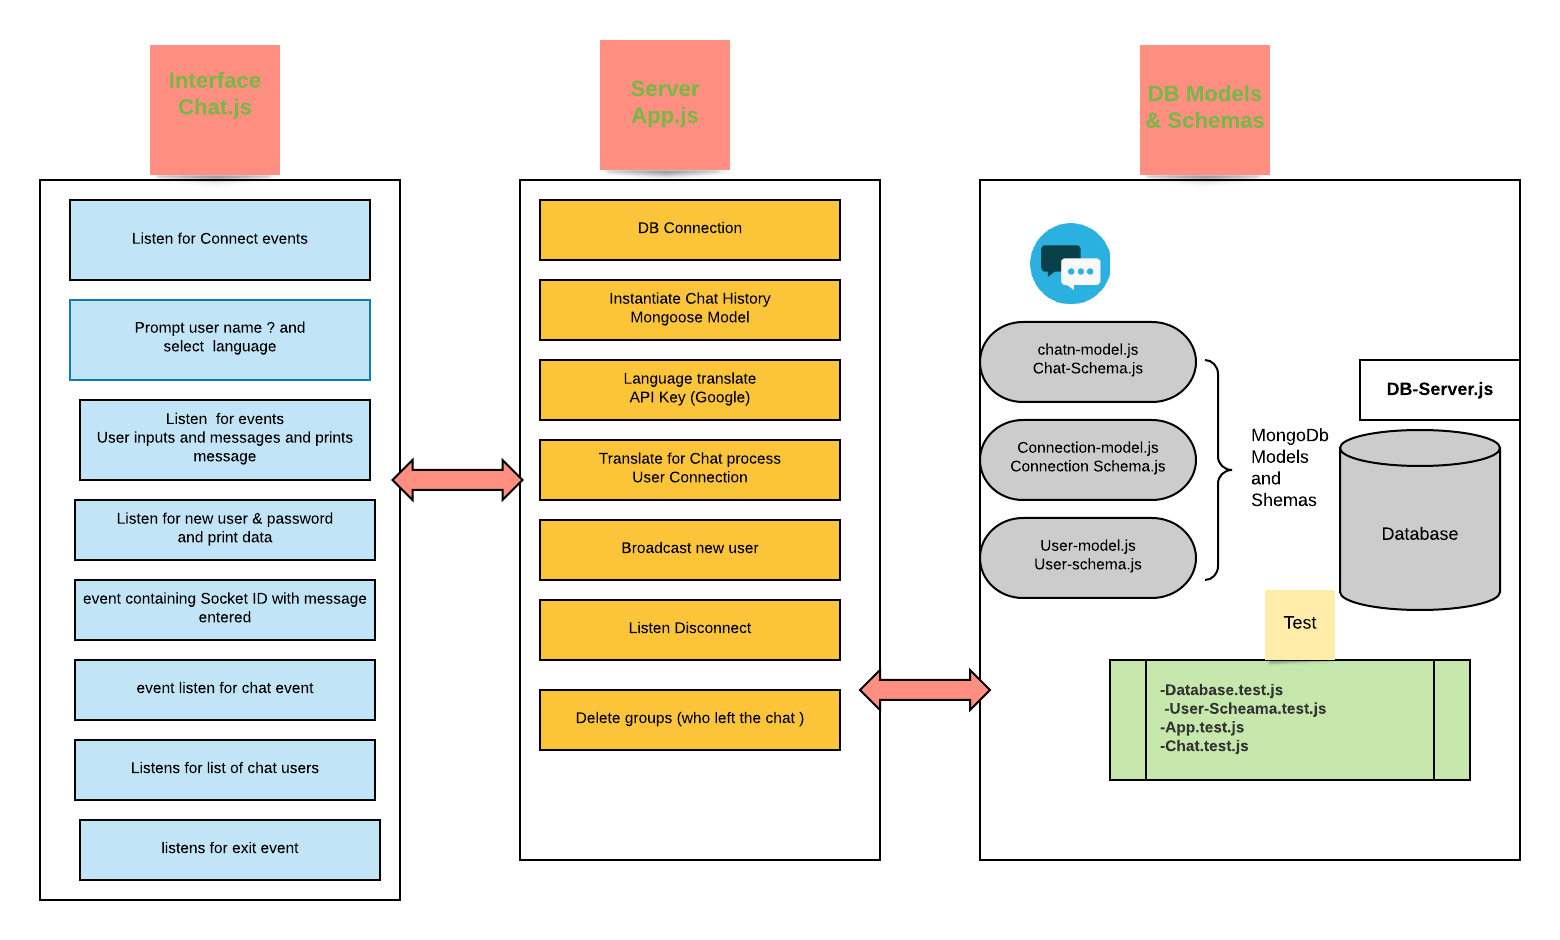 Interface
Chat.js
Listen for Connect events
Prompt user name ? and
select  language
Listen  for events
User inputs and messages and prints
message
Listen for new user & password
and print data
event containing Socket ID with message
entered
event listen for chat event
Listens for list of chat users
listens for exit event
Server
App.js
DB Connection
Instantiate Chat History
Mongoose Model
Language translate
API Key (Google)
Translate for Chat process
User Connection
Broadcast new user
Listen Disconnect
Delete groups (who left the chat )
DB Models
& Schemas
chatn-model.js
Chat-Schema.js
Connection-model.js
Connection Schema.js
User-model.js
User-schema.js
MongoDb
Models
and
Shemas
DB-Server.js
Database
Test
-Database.test.js
-User-Scheama.test.js
-App.test.js
-Chat.test.js